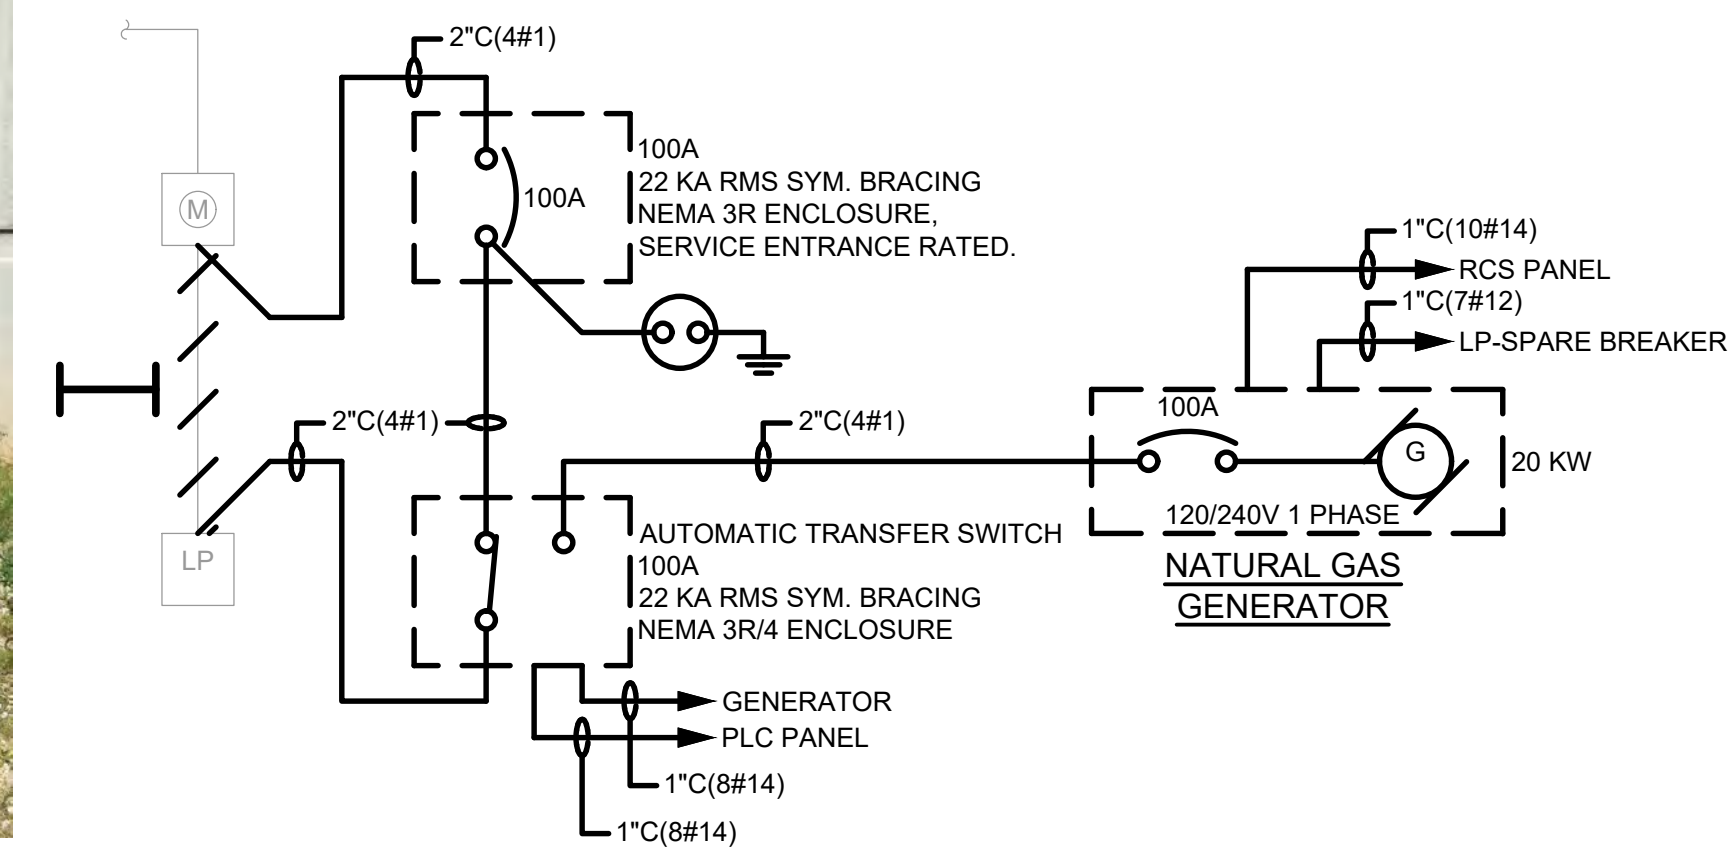 2"C(4#1)
M
100A
100A
22 KA RMS SYM. BRACING
NEMA 3R ENCLOSURE,
SERVICE ENTRANCE RATED.
1"C(10#14)
RCS PANEL
1"C(7#12)
LP-SPARE BREAKER
2"C(4#1)
2"C(4#1)
100A
G
20 KW
120/240V 1 PHASE
NATURAL GAS
GENERATOR
LP
AUTOMATIC TRANSFER SWITCH
100A
22 KA RMS SYM. BRACING
NEMA 3R/4 ENCLOSURE
GENERATOR
PLC PANEL
1"C(8#14)
1"C(8#14)